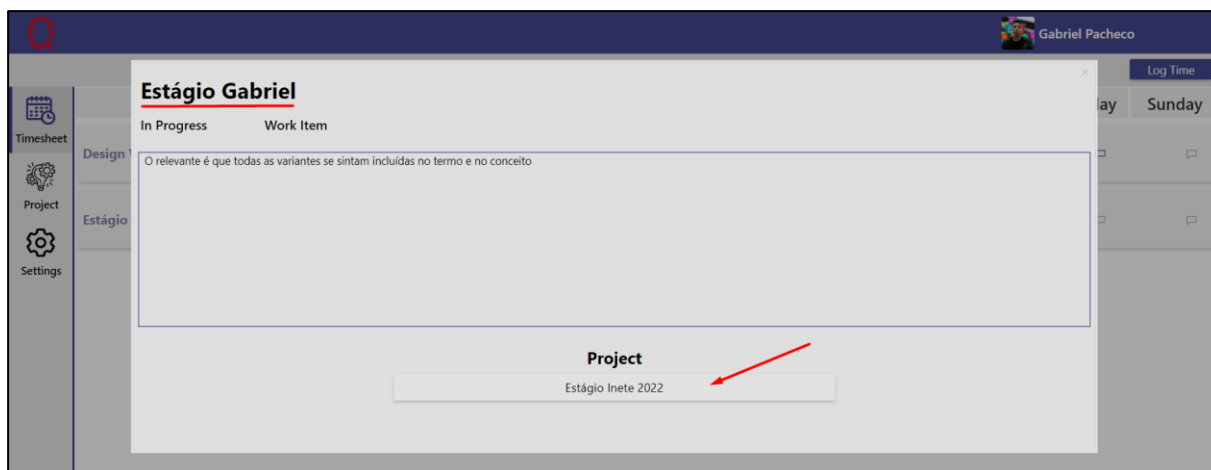 Q
Gabriel Pacheco
Log Time
Estágio Gabriel
×
ay
Sunday
In Progress
Work Item
Timesheet
Design
O relevante é que todas as variantes se sintam incluídas no termo e no conceito
Project
Estágio
Settings
Project
Estágio Inete 2022